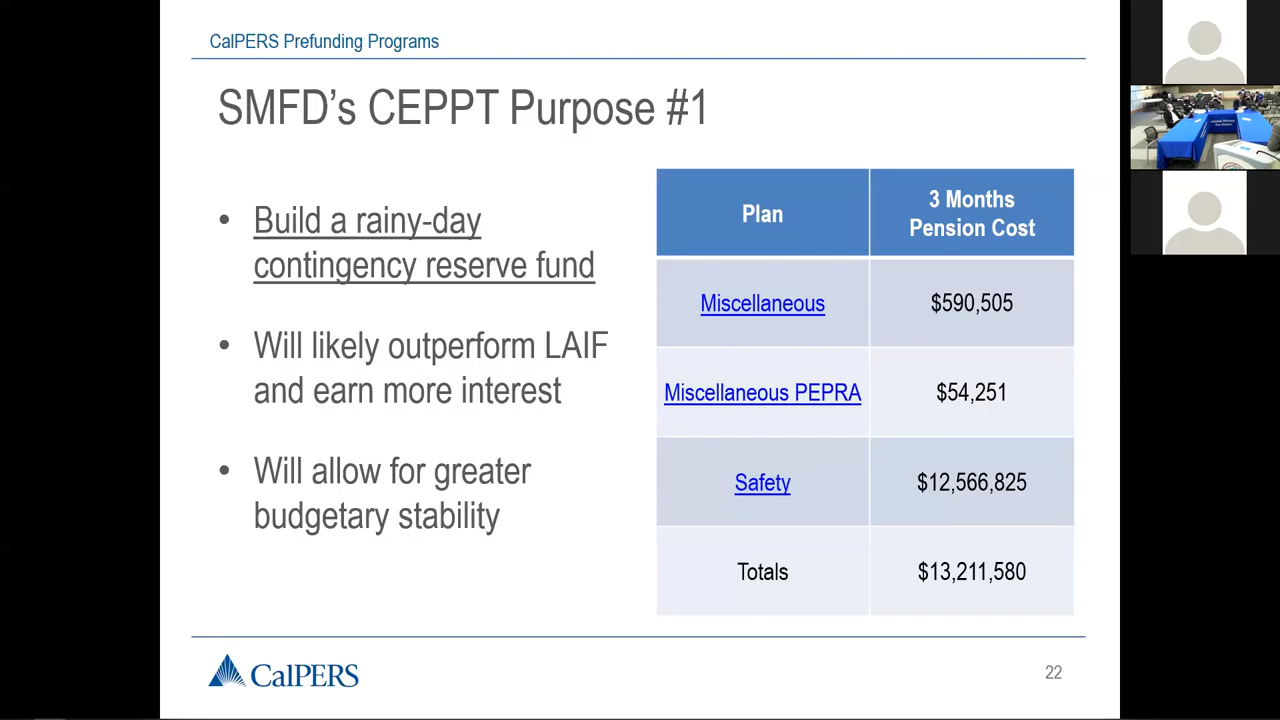 CalPERS Prefunding Programs
SMFD's CEPPT Purpose #1
• Build a rainy-day
contingency reserve fund
• Will likely outperform LAIF
and earn more interest
• Will allow for greater
budgetary stability
Plan
3 Months
Pension Cost
Miscellaneous
$590,505
Miscellaneous PEPRA
$54,251
Safety
$12,566,825
Totals
$13,211,580
CalPERS
22